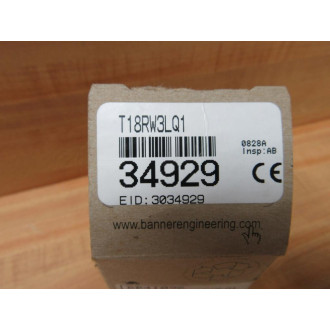 T18RW3LQ1
0828A
Insp:AB
34929
CE
EID:3034929
www.bannerengineering.com